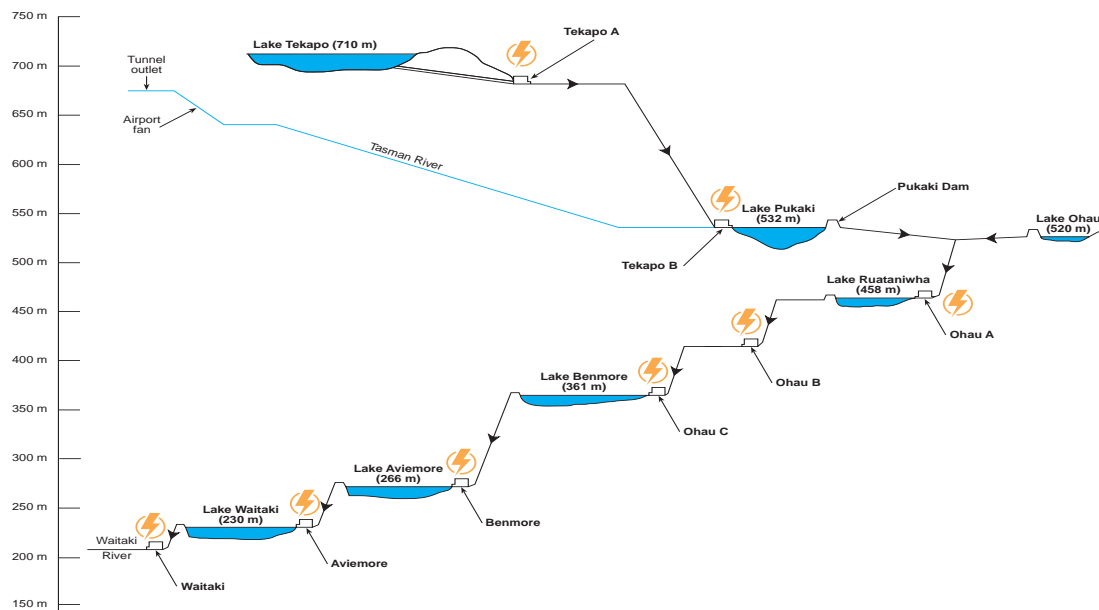 750 m
700 m
650 m
600 m
550 m
500 m
450 m
400 m
350 m
300 m
250 m
200 m
150 m
Lake Tekapo (710 m)
Tekapo A
Tunnel
outlet
Airport
fan
Tasman River
Lake Pukaki
(532 m)
Pukaki Dam
Lake Ohau
(520 m)
Tekapo B
Lake Ruataniwha
(458 m)
Ohau A
Ohau B
Lake Benmore
(361 m)
Ohau C
Lake Aviemore
(266 m)
Benmore
Lake Waitaki
(230 m)
Aviemore
Waitaki
River
Waitaki